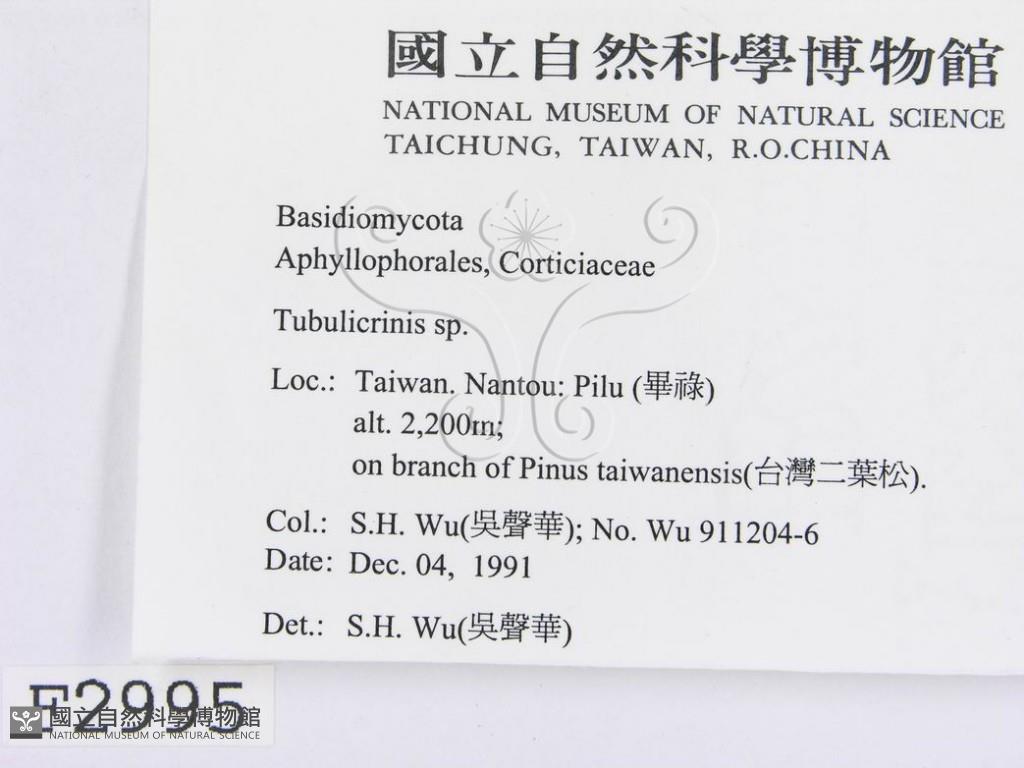 國立自然科學博物館
NATIONAL MUSEUM OF NATURAL SCIENCE
TAICHUNG, TAIWAN, R.O.CHINA
Basidiomycota
Aphyllophorales, Corticiaceae
Tubulicrinis sp.
Loc.: Taiwan. Nantou: Pilu (畢祿)
alt. 2,200m;
on branch of Pinus taiwanensis(台灣二葉松).
Col.: S.H. Wu(吳聲華); No. Wu 911204-6
Date: Dec. 04, 1991
Det.: S.H. Wu(吳聲華)
F2995
國立自然科學博物館
NATIONAL MUSEUM OF NATURAL SCIENCE